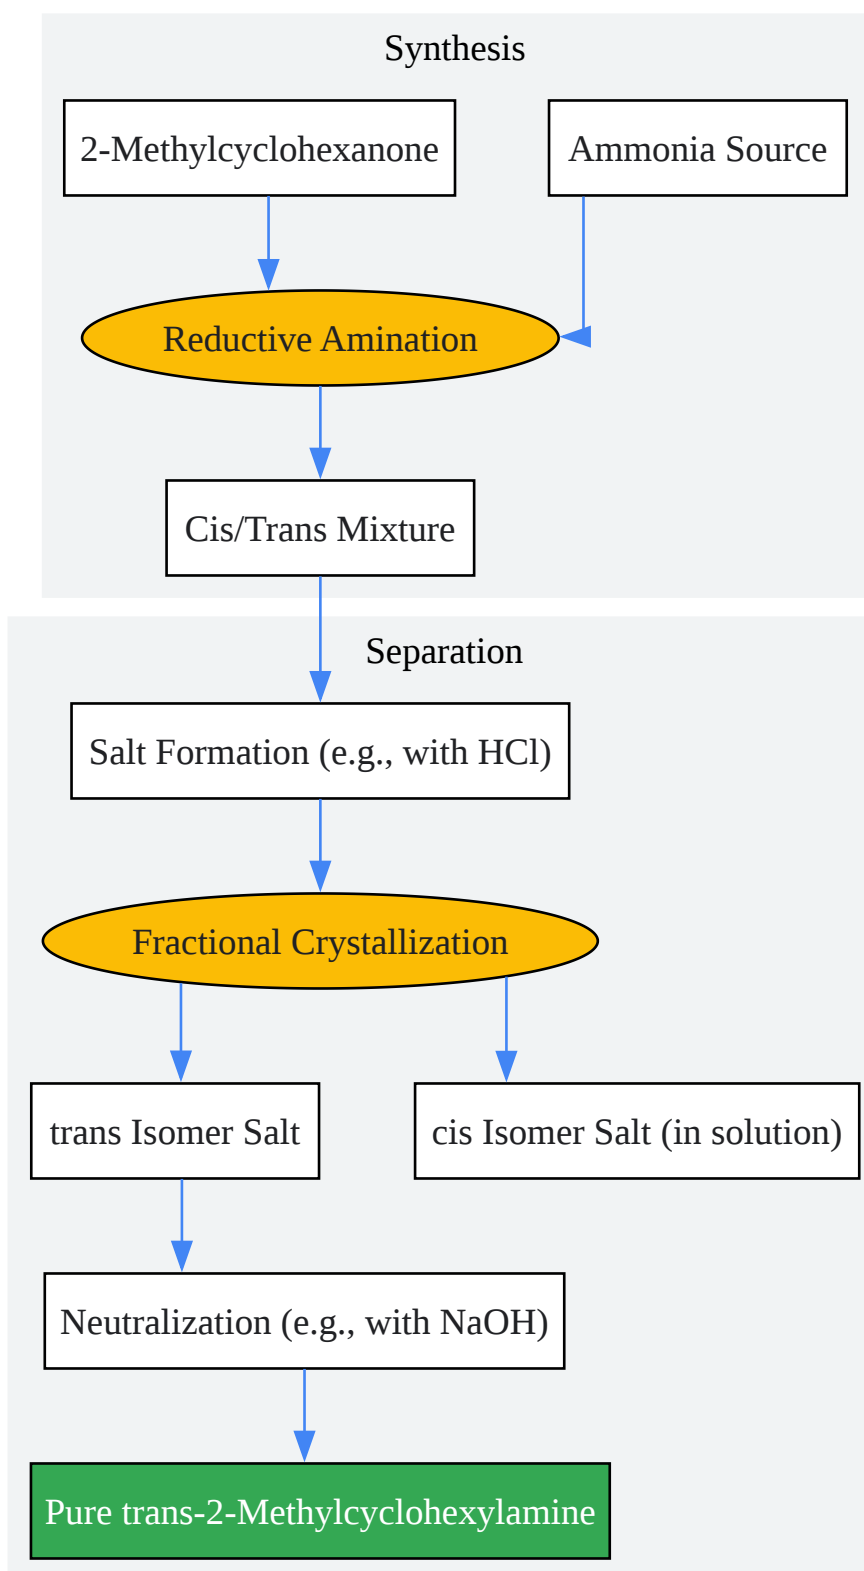 Synthesis
2-Methylcyclohexanone
Ammonia Source
Reductive Amination
Cis/Trans Mixture
Separation
Salt Formation (e.g., with HCl)
Fractional Crystallization
trans Isomer Salt
cis Isomer Salt (in solution)
Neutralization (e.g., with NaOH)
Pure trans-2-Methylcyclohexylamine